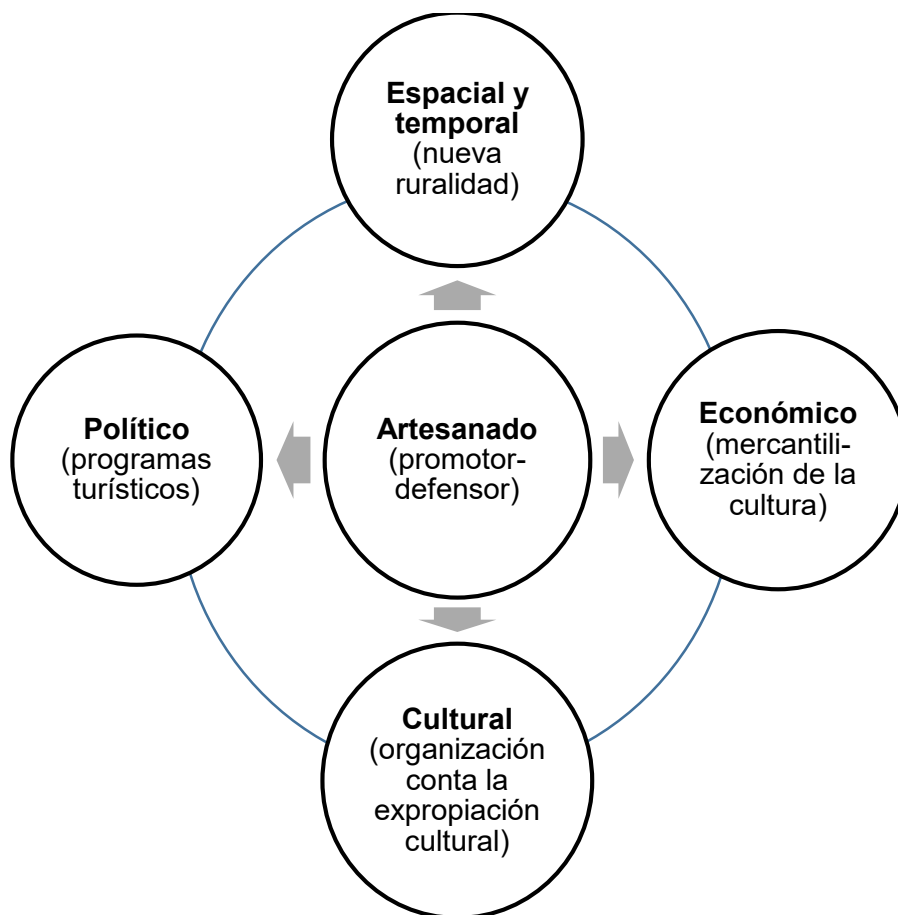 Espacial y
temporal
(nueva
ruralidad)
Político
(programas
turísticos)
Artesanado
(promotor-
defensor)
Económico
(mercantili-
zación de la
cultura)
Cultural
(organización
conta la
expropiación
cultural)